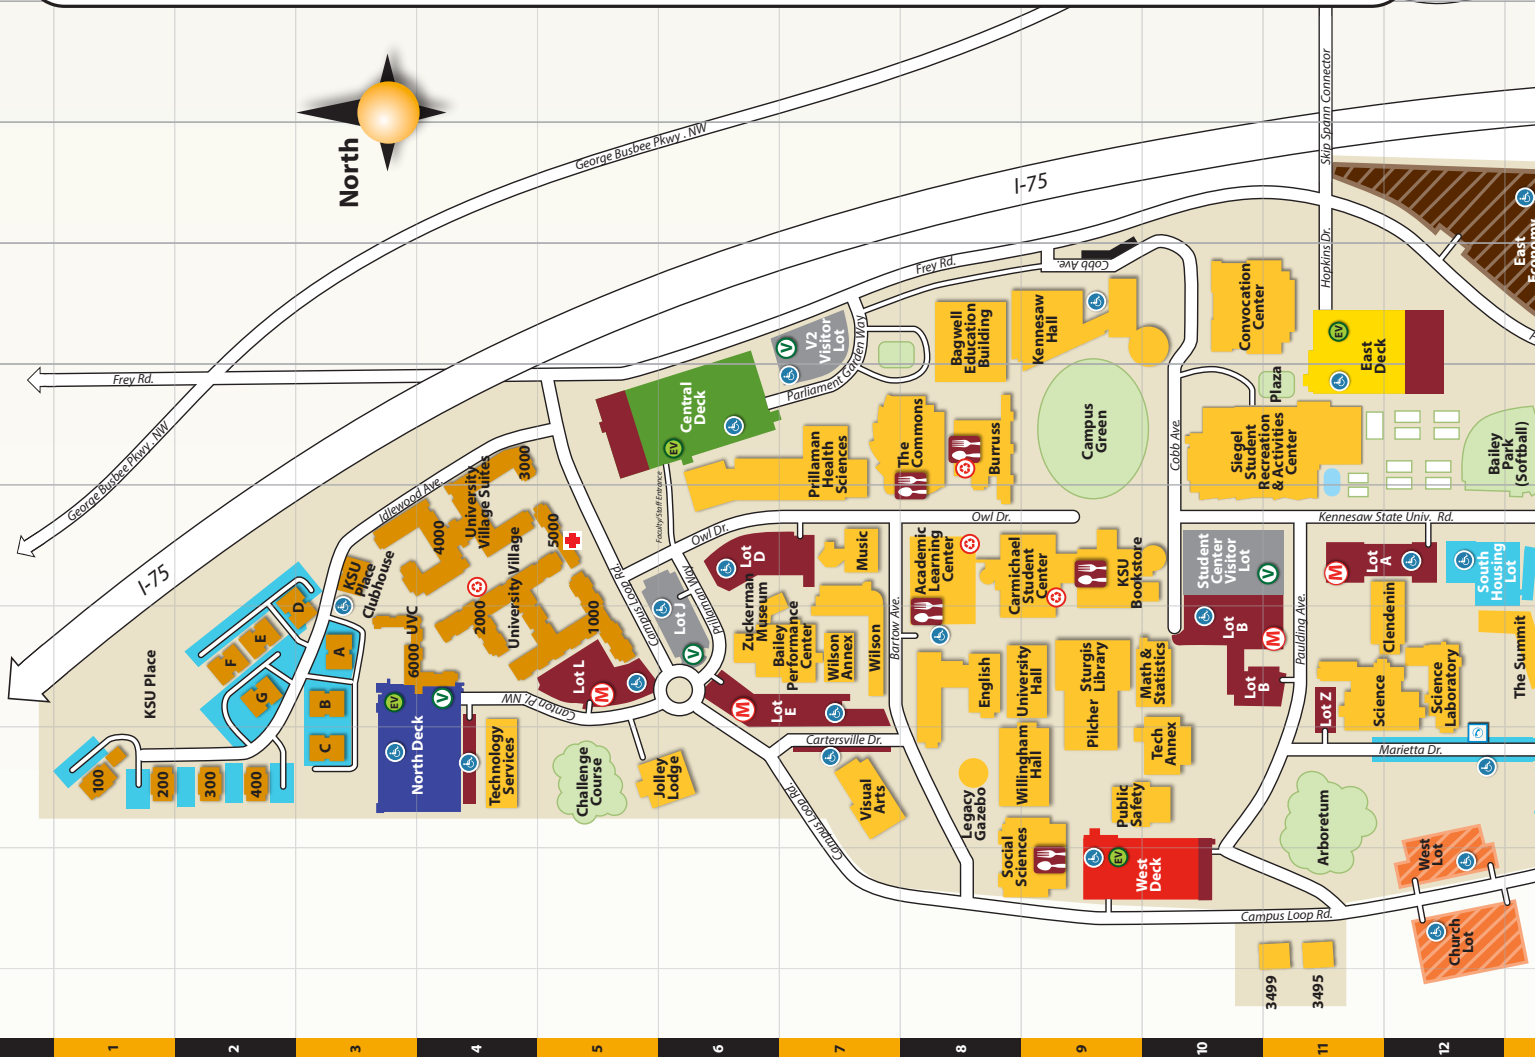 North
George Busbee Pkwy. NW
I-75
Skip Spann Connector
Frey Rd.
George Busbee Pkwy. NW
Frey Rd.
I-75
Cobb Ave.
Hopkins Dr.
East
Convocation
Center
Kennesaw
Hall
Bagwell
Education
Building
V
V2
Visitor
Lot
Parliament Garden Way
EV
East
Deck
Plaza
Central
Deck
EV
Campus
Green
Cobb Ave.
Siegel
Student
Recreation
& Activities
Center
Bailey
Park
(Softball)
The
Commons
Burruss
Prillaman
Health
Sciences
Faculty/Staff Entrance
Idlewood Ave.
3000
University
Village Suites
4000
5000
Owl Dr.
Owl Dr.
Kennesaw State Univ. Rd.
KSU
Place
Clubhouse
University Village
2000
1000
UVC
6000
Campus Loop Rd.
Prillaman Way
Lot J
V
Lot
D
Music
Academic
Learning
Center
Carmichael
Student
Center
KSU
Bookstore
Student
Center
Visitor
Lot
V
M
Lot
A
South
Housing
Lot
Zuckerman
Museum
Bailey
Performance
Center
Wilson
Annex
Wilson
Bartow Ave.
Lot
B
M
Lot
B
Paulding Ave.
Clendenin
The Summit
KSU Place
D
E
F
G
A
B
C
100
200
300
400
EV
V
North Deck
Canton Pl. NW
Lot L
M
M
Lot
E
English
University
Hall
Sturgis
Pilcher Library
Math &
Statistics
Lot Z
Science
Science
Laboratory
Technology
Services
Challenge
Course
Jolley
Lodge
Cartersville Dr.
Marietta Dr.
Visual
Arts
Campus Loop Rd.
Legacy
Gazebo
Willingham
Hall
Tech
Annex
Public
Safety
Arboretum
Social
Sciences
EV
West
Deck
West
Lot
Campus Loop Rd.
Church
Lot
3499
3495
1
2
3
4
5
6
7
8
9
10
11
12